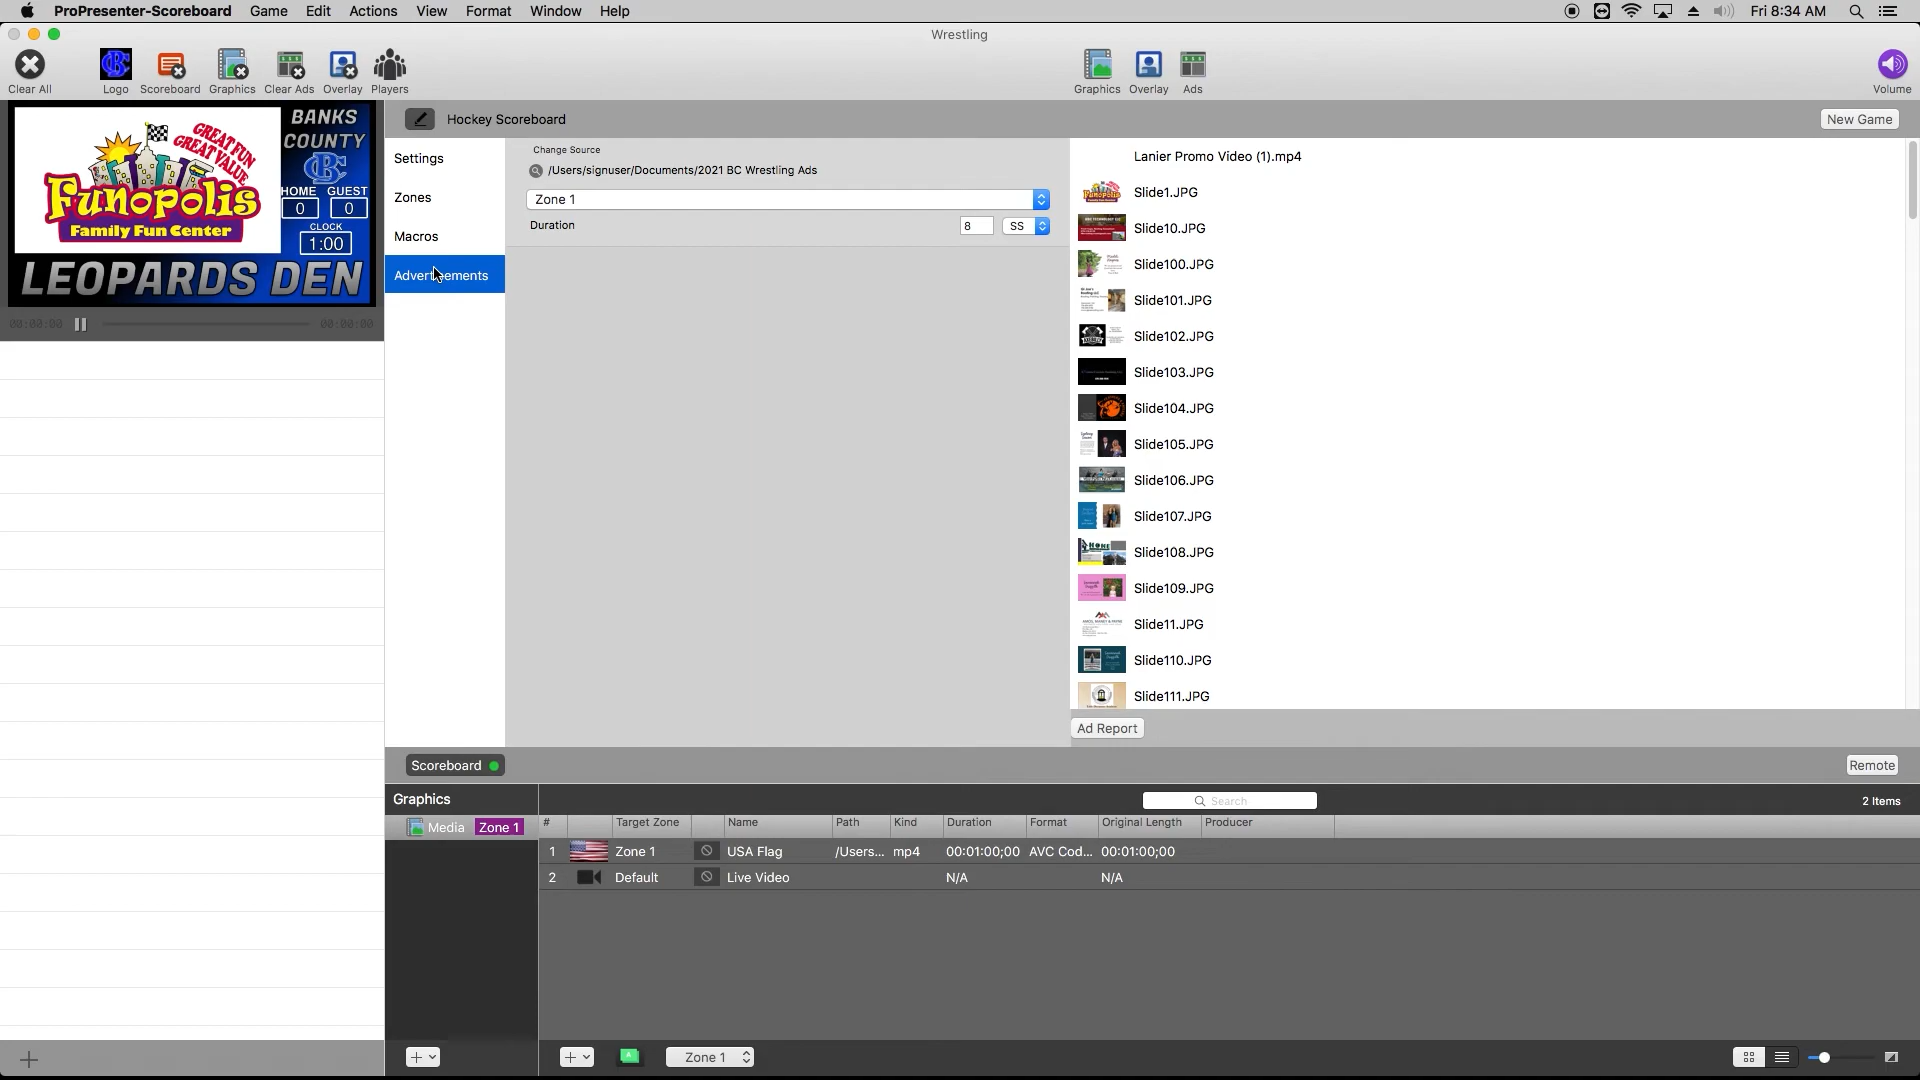 ProPresenter-Scoreboard Game Edit Actions View Format Window Help
Fri 8:34 AM
Wrestling
Clear All Logo Scoreboard Graphics Clear Ads Overlay Players Graphics Overlay Ads Volume
GREAT FUN
GREAT VALUE
Funopolis
Family Fun Center
BANKS
COUNTY
BC
HOME GUEST
0 0
CLOCK
1:00
LEOPARDS DEN
00:00:00 00:00:00
Hockey Scoreboard New Game
Settings
Zones
Macros
Advertisements
Change Source
/Users/signuser/Documents/2021 BC Wrestling Ads
Zone 1
Duration 8 SS
Lanier Promo Video (1).mp4
Slide1.JPG
Slide10.JPG
Slide100.JPG
Slide101.JPG
Slide102.JPG
Slide103.JPG
Slide104.JPG
Slide105.JPG
Slide106.JPG
Slide107.JPG
Slide108.JPG
Slide109.JPG
Slide11.JPG
Slide110.JPG
Slide111.JPG
Ad Report
Scoreboard Remote
Graphics Search 2 Items
Media Zone 1
# Target Zone Name Path Kind Duration Format Original Length Producer
1 Zone 1 USA Flag /Users... mp4 00:01:00;00 AVC Cod... 00:01:00;00
2 Default Live Video N/A N/A
Zone 1